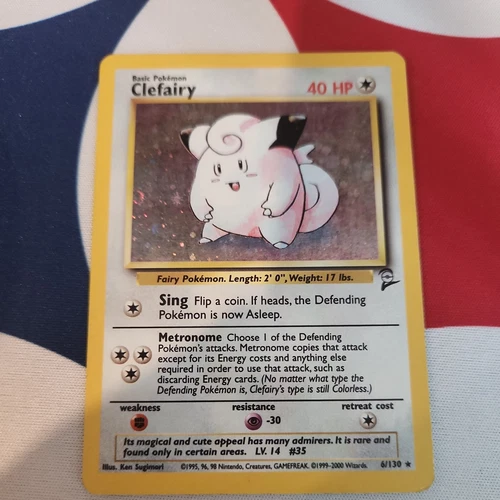 Basic Pokémon
Clefairy
40 HP
Fairy Pokémon. Length: 2' 0", Weight: 17 lbs.
Sing Flip a coin. If heads, the Defending
Pokémon is now Asleep.
Metronome Choose 1 of the Defending
Pokémon's attacks. Metronome copies that attack
except for its Energy costs and anything else
required in order to use that attack, such as
discarding Energy cards. (No matter what type the
Defending Pokémon is, Clefairy's type is still Colorless.)
weakness resistance retreat cost
-30
Its magical and cute appeal has many admirers. It is rare and
found only in certain areas. LV. 14 #35
Illus. Ken Sugimori ©1995, 96, 98 Nintendo, Creatures, GAMEFREAK. ©1999-2000 Wizards. 6/130 ★